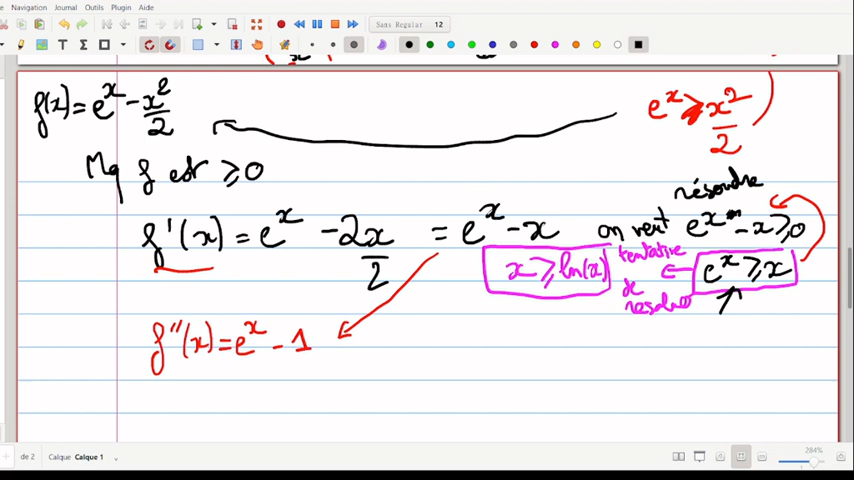 Navigation Journal Outils Plugin Aide
Sans Regular 12
f(x) = e^x - x²/2
e^x ≥ x²/2
Mq f est ≥ 0
résoudre
f'(x) = e^x - 2x/2 = e^x - x on veut e^x - x ≥ 0
x ≥ ln(x) tentative de e^x ≥ x
f''(x) = e^x - 1
de 2 Calque Calque 1 284%